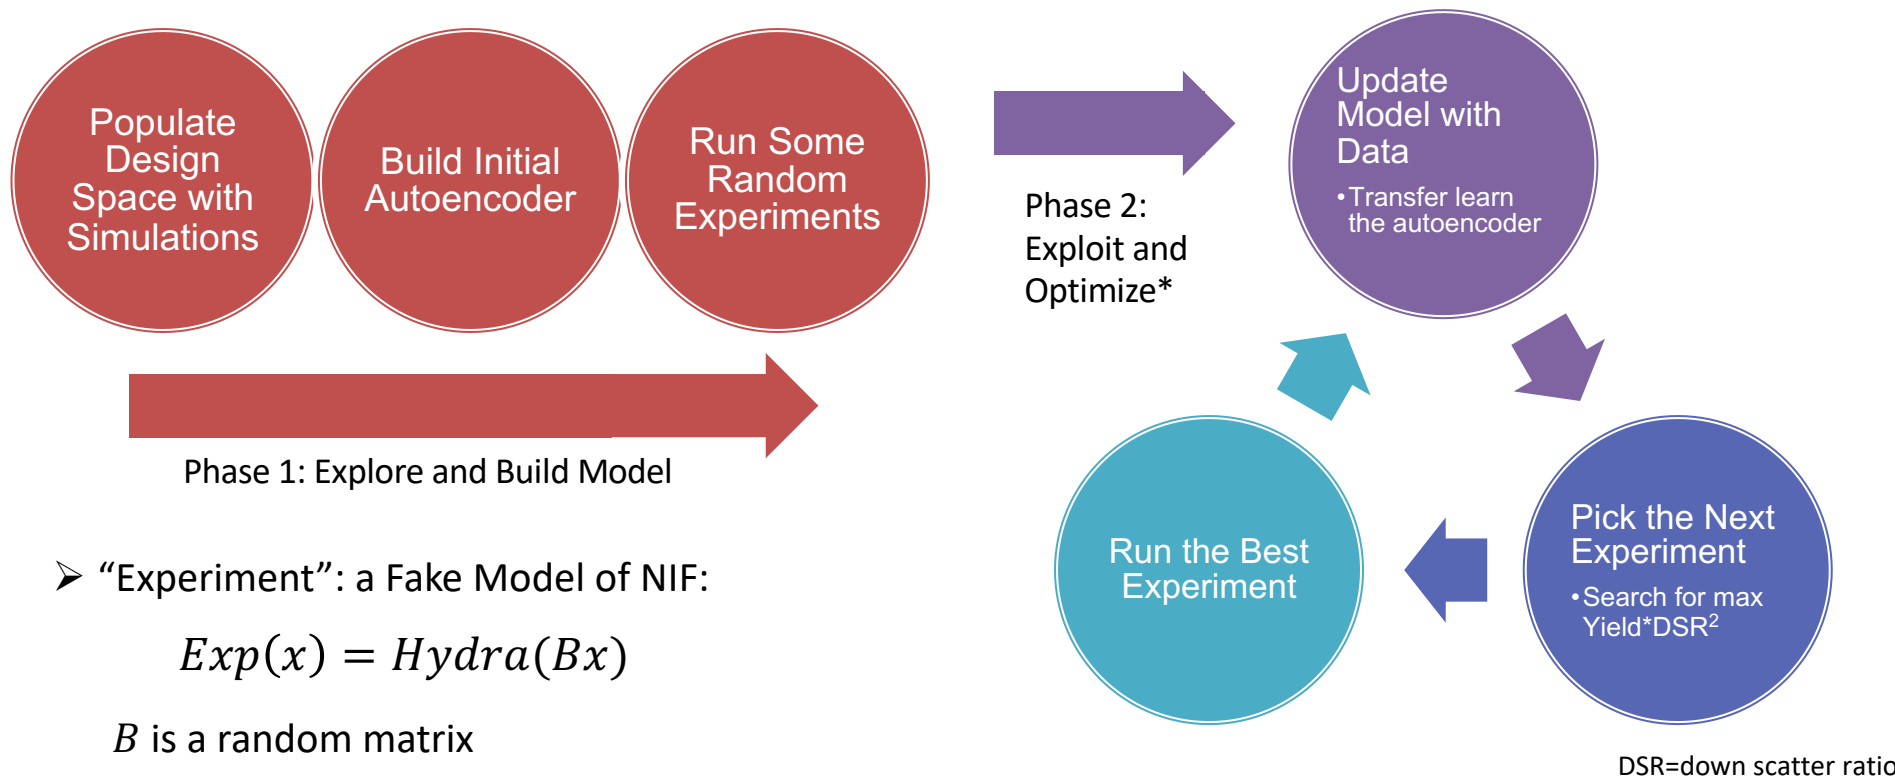 Populate
Design
Space with
Simulations
Build Initial
Autoencoder
Run Some
Random
Experiments
Phase 1: Explore and Build Model
➢ “Experiment”: a Fake Model of NIF:
Exp(x) = Hydra(Bx)
B is a random matrix
Phase 2:
Exploit and
Optimize*
Update
Model with
Data
•Transfer learn
the autoencoder
Pick the Next
Experiment
•Search for max
Yield*DSR²
Run the Best
Experiment
DSR=down scatter ratio